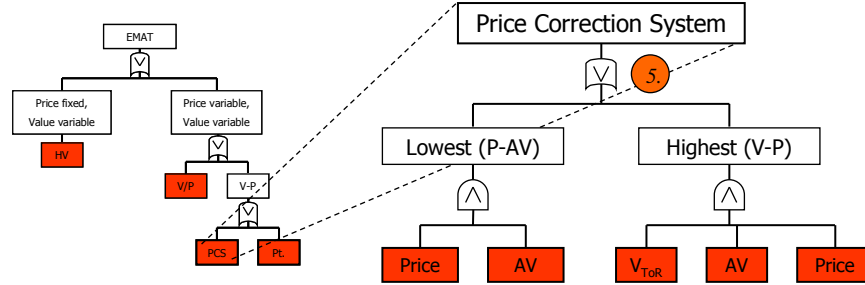 EMAT
V
Price fixed,
Value variable
Price variable,
Value variable
V
HV
V/P
V-P
V
PCS
Pt.
Price Correction System
V
5.
Lowest (P-AV)
Highest (V-P)
Λ
Λ
Price
AV
VToR
AV
Price